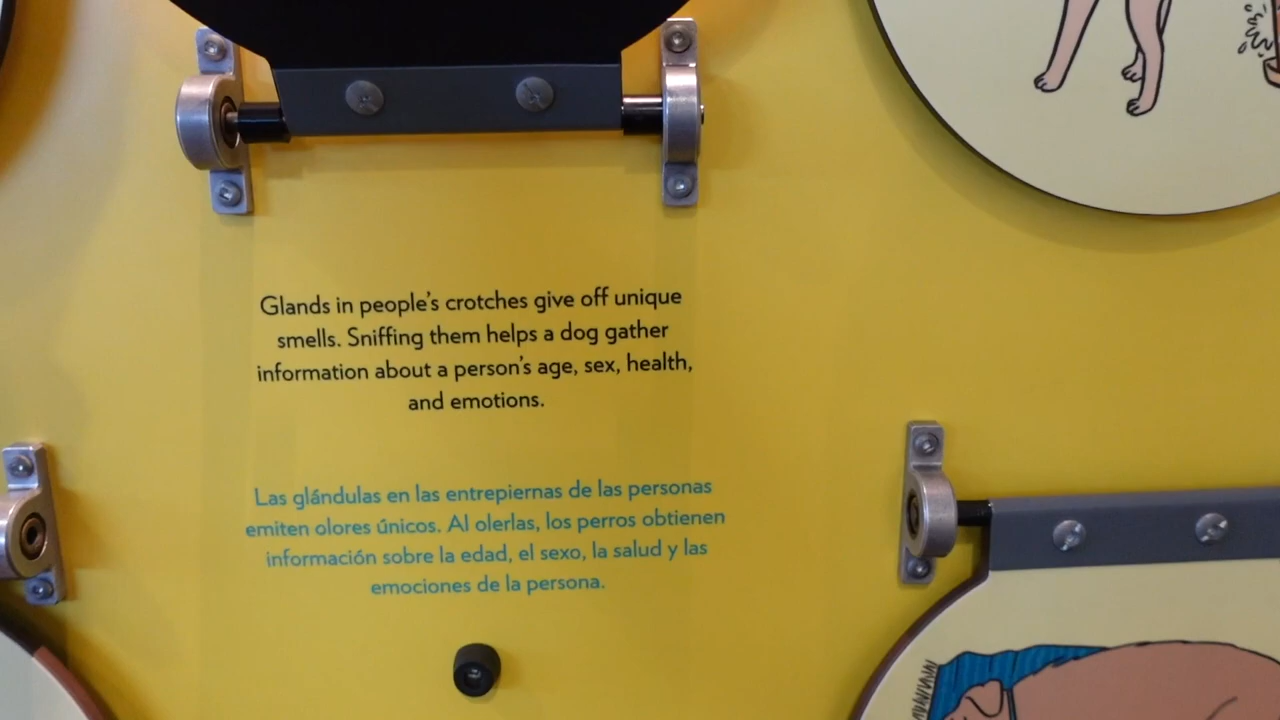 Glands in people's crotches give off unique
smells. Sniffing them helps a dog gather
information about a person's age, sex, health,
and emotions.
Las glándulas en las entrepiernas de las personas
emiten olores únicos. Al olerlas, los perros obtienen
información sobre la edad, el sexo, la salud y las
emociones de la persona.